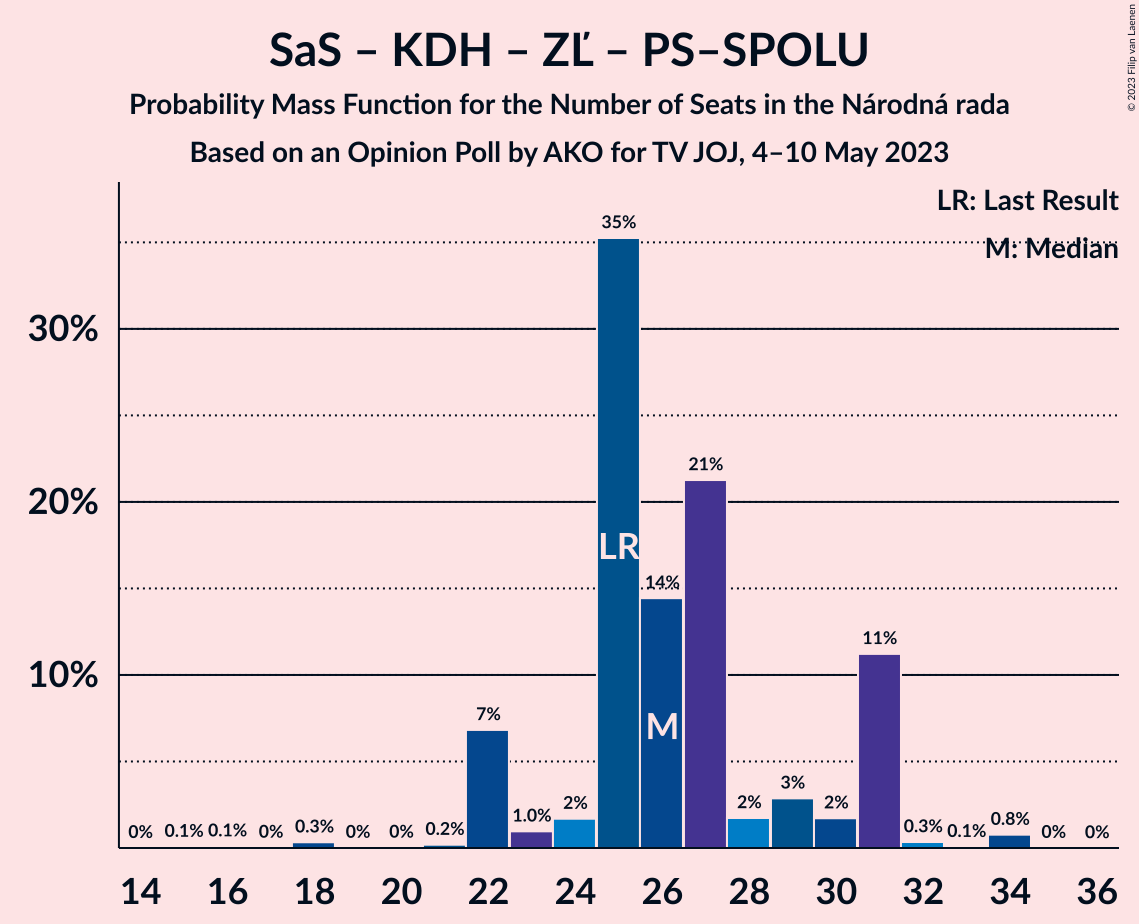 SaS – KDH – ZĽ – PS–SPOLU
Probability Mass Function for the Number of Seats in the Národná rada
Based on an Opinion Poll by AKO for TV JOJ, 4–10 May 2023
© 2023 Filip van Laenen
LR: Last Result
M: Median
30%
20%
10%
0%
0.1%
0.1%
0%
0.3%
0%
0%
0.2%
7%
1.0%
2%
35%
14%
21%
2%
3%
2%
11%
0.3%
0.1%
0.8%
0%
0%
LR
M
14 16 18 20 22 24 26 28 30 32 34 36